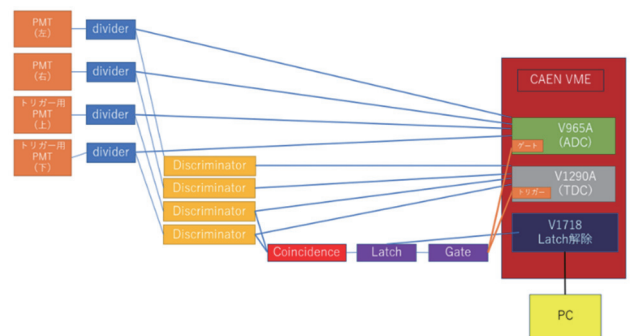 PMT
(左)
divider
PMT
(右)
divider
トリガー用
PMT
(上)
divider
トリガー用
PMT
(下)
divider
Discriminator
Discriminator
Discriminator
Discriminator
Coincidence
Latch
Gate
CAEN VME
V965A
(ADC)
ゲート
V1290A
(TDC)
トリガー
V1718
Latch解除
PC